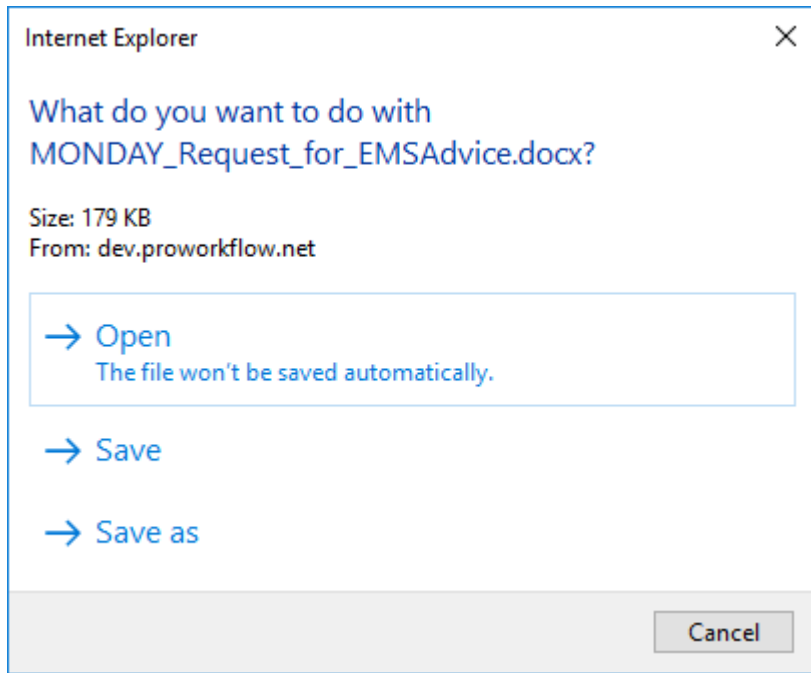 Internet Explorer
What do you want to do with
MONDAY_Request_for_EMSAdvice.docx?
Size: 179 KB
From: dev.proworkflow.net
Open
The file won't be saved automatically.
Save
Save as
Cancel